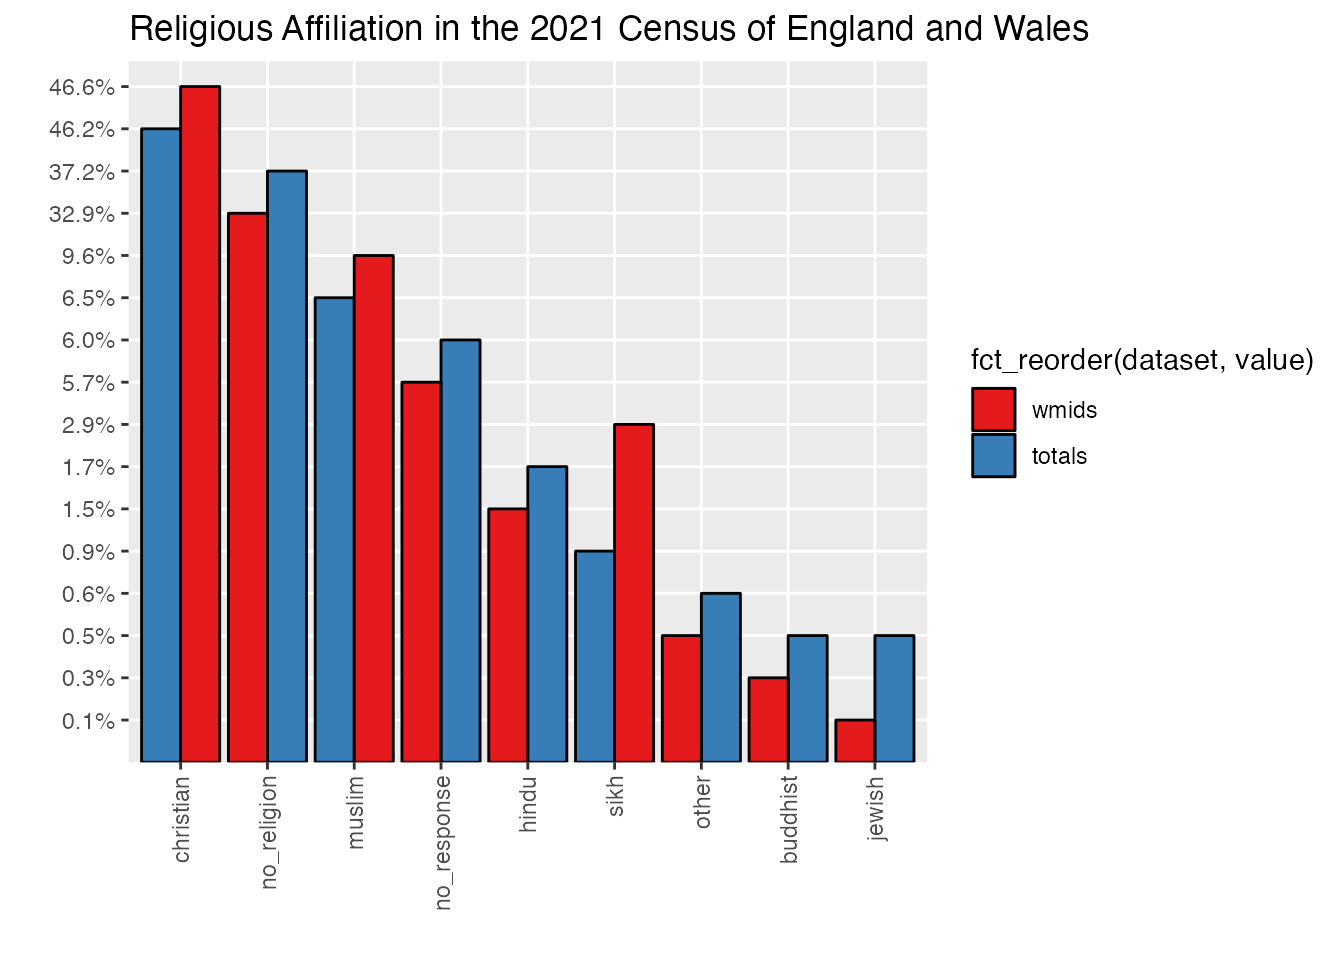 Religious Affiliation in the 2021 Census of England and Wales
46.6%
46.2%
37.2%
32.9%
9.6%
6.5%
6.0%
5.7%
2.9%
1.7%
1.5%
0.9%
0.6%
0.5%
0.3%
0.1%
christian
no_religion
muslim
no_response
hindu
sikh
other
buddhist
jewish
fct_reorder(dataset, value)
wmids
totals